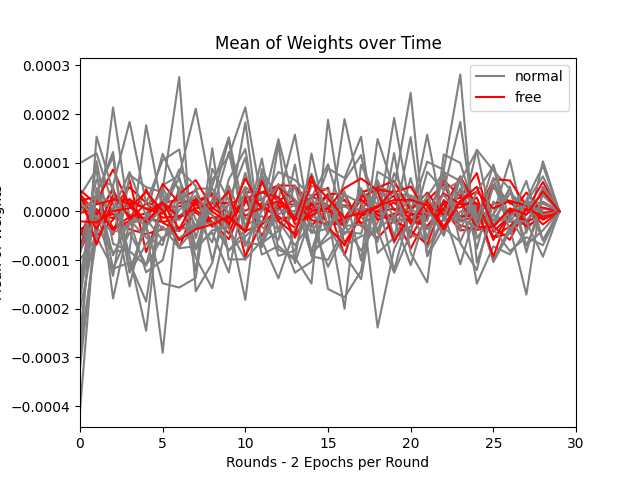 Mean of Weights over Time
0.0003
0.0002
0.0001
0.0000
−0.0001
−0.0002
−0.0003
−0.0004
normal
free
0 5 10 15 20 25 30
Rounds - 2 Epochs per Round